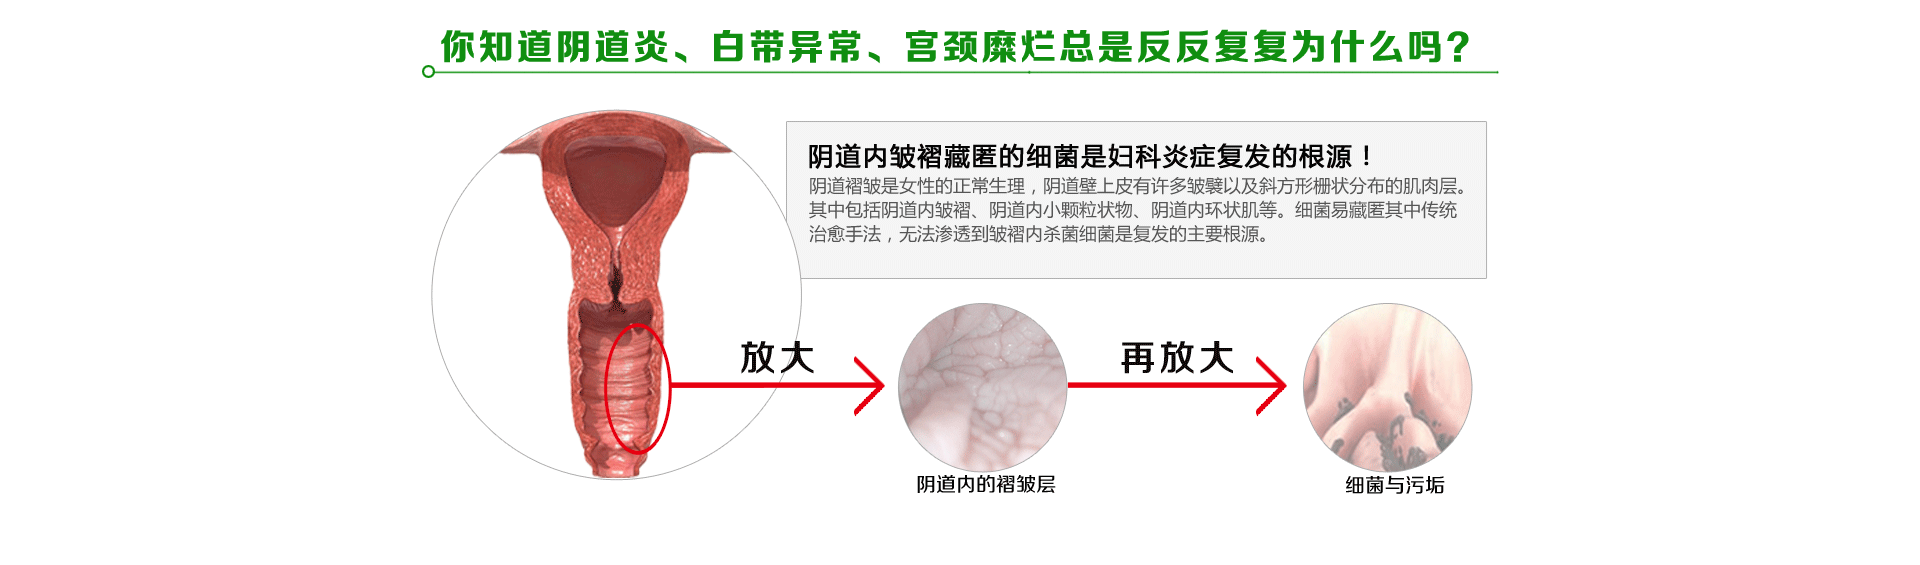 你知道阴道炎、白带异常、宫颈糜烂总是反反复复为什么吗?
阴道内皱褶藏匿的细菌是妇科炎症复发的根源！
阴道褶皱是女性的正常生理，阴道壁上皮有许多皱襞以及斜方形栅状分布的肌肉层。
其中包括阴道内皱褶、阴道内小颗粒状物、阴道内环状肌等。细菌易藏匿其中传统
治愈手法，无法渗透到皱褶内杀菌细菌是复发的主要根源。
放大
再放大
阴道内的褶皱层
细菌与污垢